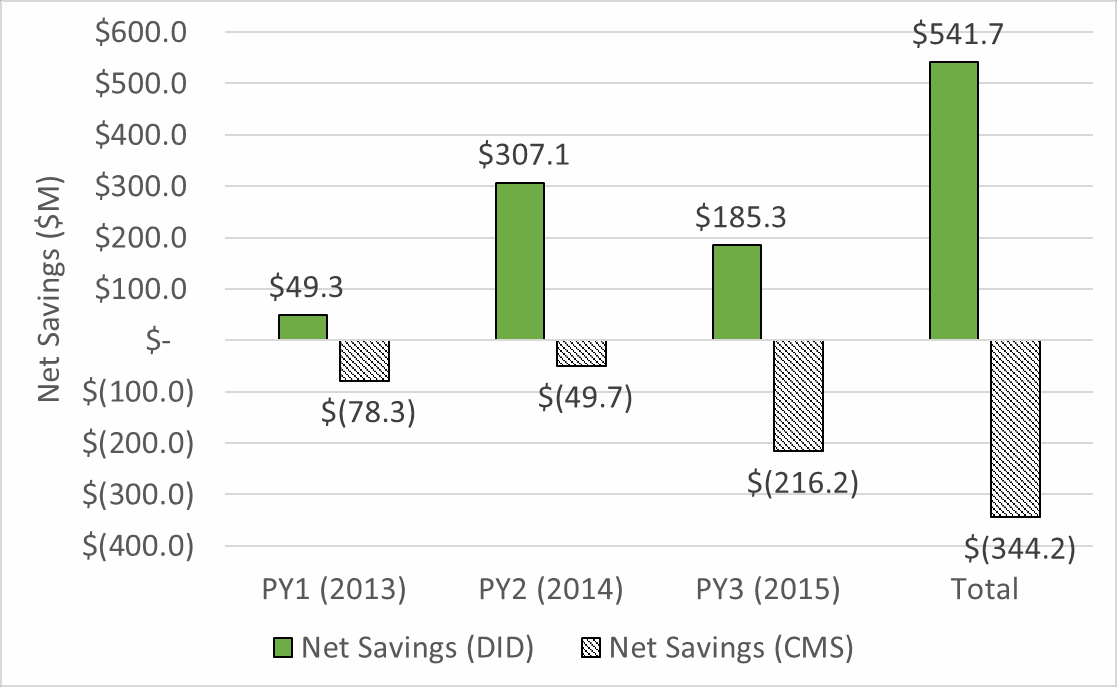 $600.0
$500.0
$400.0
$300.0
$200.0
$100.0
$-
$(100.0)
$(200.0)
$(300.0)
$(400.0)
Net Savings ($M)
$49.3
$(78.3)
$307.1
$(49.7)
$185.3
$(216.2)
$541.7
$(344.2)
PY1 (2013)
PY2 (2014)
PY3 (2015)
Total
Net Savings (DID)
Net Savings (CMS)